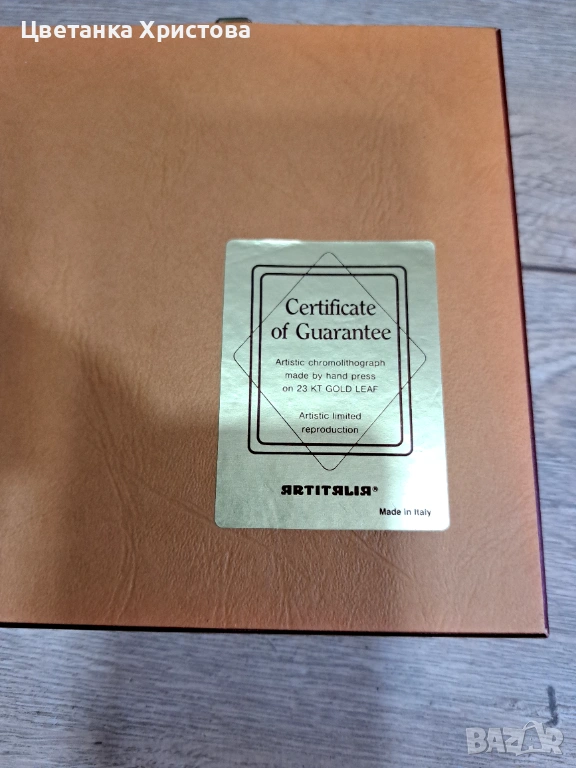 Цветанка Христова
Certificate
of Guarantee
Artistic chromolithograph
made by hand press
on 23 KT GOLD LEAF
Artistic limited
reproduction
ARTITALIA®
Made in Italy
BAZAR